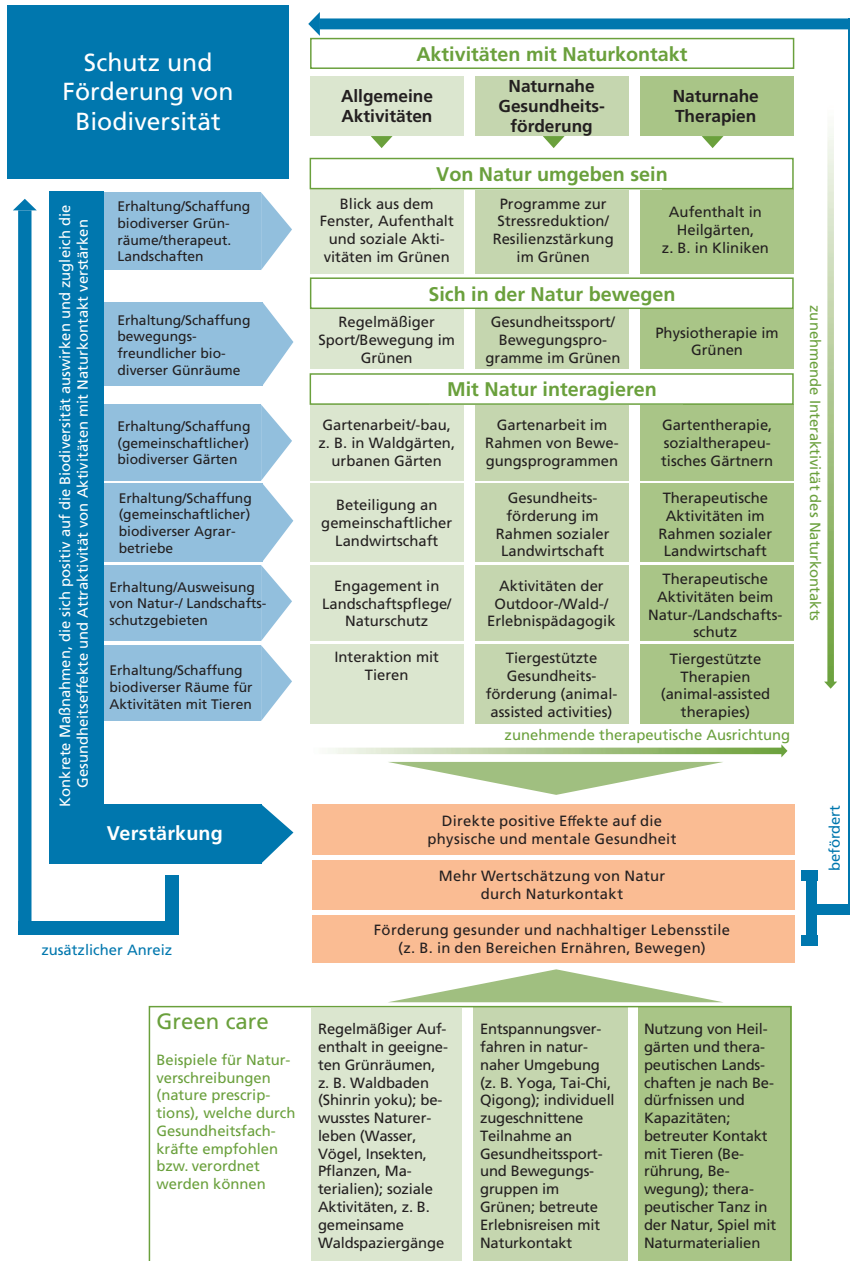 Schutz und
Förderung von
Biodiversität
Aktivitäten mit Naturkontakt
Allgemeine
Aktivitäten
Naturnahe
Gesundheits-
förderung
Naturnahe
Therapien
Von Natur umgeben sein
Erhaltung/Schaffung
biodiverser Grün-
räume/therapeut.
Landschaften
Blick aus dem
Fenster, Aufenthalt
und soziale Akti-
vitäten im Grünen
Programme zur
Stressreduktion/
Resilienzstärkung
im Grünen
Aufenthalt in
Heilgärten,
z. B. in Kliniken
Sich in der Natur bewegen
Erhaltung/Schaffung
bewegungs-
freundlicher bio-
diverser Günräume
Regelmäßiger
Sport/Bewegung im
Grünen
Gesundheitssport/
Bewegungspro-
gramme im Grünen
Physiotherapie im
Grünen
Mit Natur interagieren
Erhaltung/Schaffung
(gemeinschaftlicher)
biodiverser Gärten
Gartenarbeit/-bau,
z. B. in Waldgärten,
urbanen Gärten
Gartenarbeit im
Rahmen von Bewe-
gungsprogrammen
Gartentherapie,
sozialtherapeu-
tisches Gärtnern
Erhaltung/Schaffung
(gemeinschaftlicher)
biodiverser Agrar-
betriebe
Beteiligung an
gemeinschaftlicher
Landwirtschaft
Gesundheits-
förderung im
Rahmen sozialer
Landwirtschaft
Therapeutische
Aktivitäten im
Rahmen sozialer
Landwirtschaft
Erhaltung/Ausweisung
von Natur-/ Landschafts-
schutzgebieten
Engagement in
Landschaftspflege/
Naturschutz
Aktivitäten der
Outdoor-/Wald-/
Erlebnispädagogik
Therapeutische
Aktivitäten beim
Natur-/Landschafts-
schutz
Erhaltung/Schaffung
biodiverser Räume für
Aktivitäten mit Tieren
Interaktion mit
Tieren
Tiergestützte
Gesundheits-
förderung (animal-
assisted activities)
Tiergestützte
Therapien
(animal-assisted
therapies)
Konkrete Maßnahmen, die sich positiv auf die Biodiversität auswirken und zugleich die
Gesundheitseffekte und Attraktivität von Aktivitäten mit Naturkontakt verstärken
zunehmende Interaktivität des Naturkontakts
zunehmende therapeutische Ausrichtung
Verstärkung
Direkte positive Effekte auf die
physische und mentale Gesundheit
Mehr Wertschätzung von Natur
durch Naturkontakt
Förderung gesunder und nachhaltiger Lebensstile
(z. B. in den Bereichen Ernähren, Bewegen)
befördert
zusätzlicher Anreiz
Green care
Beispiele für Natur-
verschreibungen
(nature prescrip-
tions), welche durch
Gesundheitsfach-
kräfte empfohlen
bzw. verordnet
werden können
Regelmäßiger Auf-
enthalt in geeigne-
ten Grünräumen,
z. B. Waldbaden
(Shinrin yoku); be-
wusstes Naturer-
leben (Wasser,
Vögel, Insekten,
Pflanzen, Ma-
terialien); soziale
Aktivitäten, z. B.
gemeinsame
Waldspaziergänge
Entspannungsver-
fahren in natur-
naher Umgebung
(z. B. Yoga, Tai-Chi,
Qigong); individuell
zugeschnittene
Teilnahme an
Gesundheitssport-
und Bewegungs-
gruppen im
Grünen; betreute
Erlebnisreisen mit
Naturkontakt
Nutzung von Heil-
gärten und thera-
peutischen Land-
schaften je nach Be-
dürfnissen und
Kapazitäten;
betreuter Kontakt
mit Tieren (Be-
rührung, Be-
wegung); thera-
peutischer Tanz in
der Natur, Spiel mit
Naturmaterialien